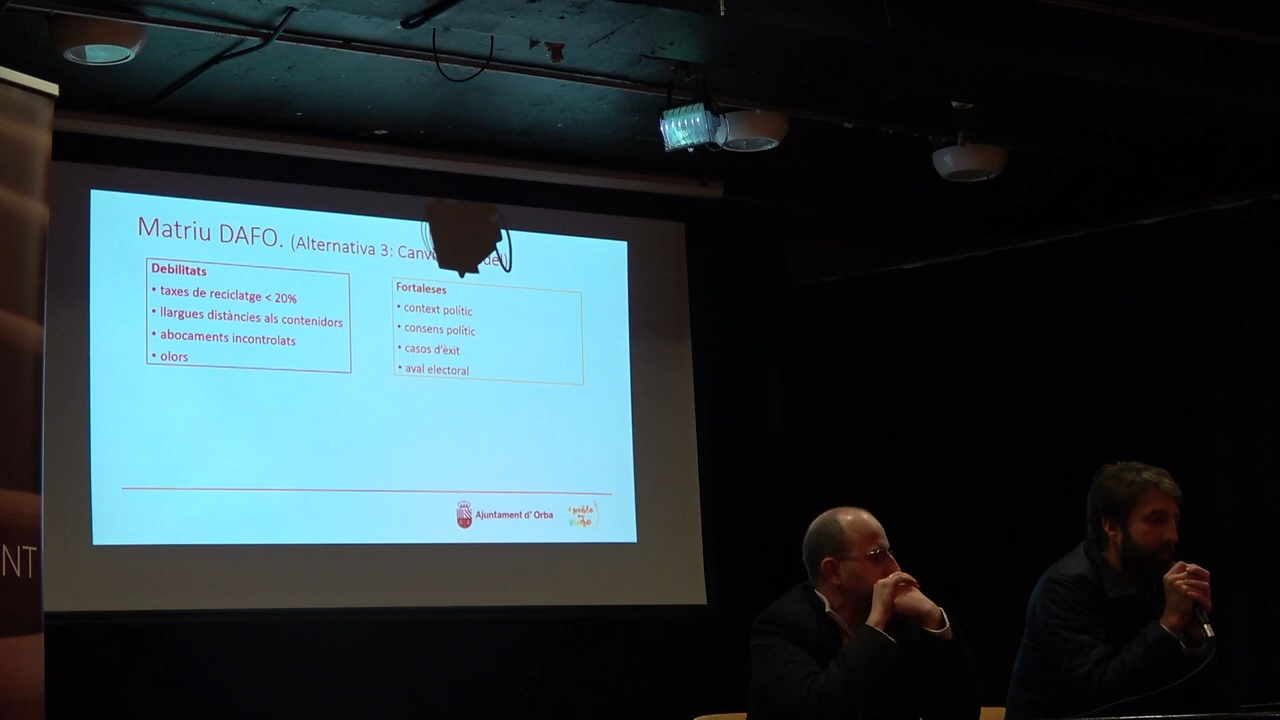 Matriu DAFO. (Alternativa 3:
Debilitats
• taxes de reciclatge < 20%
• llargues distàncies als contenidors
• abocaments incontrolats
• olors
Fortaleses
• context polític
• consens polític
• casos d'èxit
• aval electoral
Ajuntament d' Orba
NT